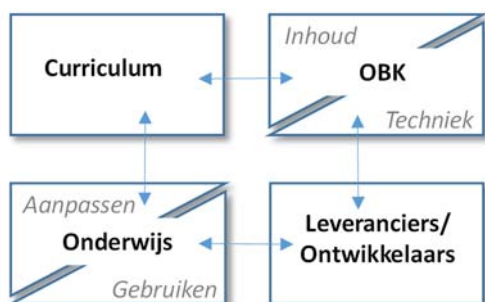 Curriculum
Inhoud
OBK
Techniek
Aanpassen
Onderwijs
Gebruiken
Leveranciers/
Ontwikkelaars